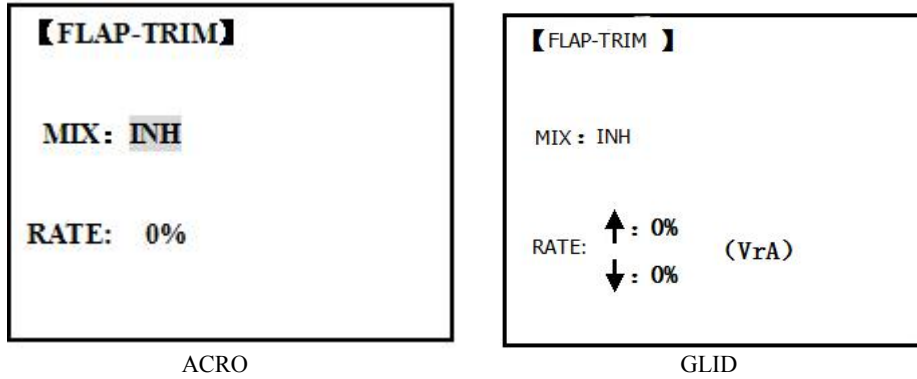 【FLAP-TRIM】
MIX：INH
RATE: 0%
ACRO
【FLAP-TRIM 】
MIX：INH
RATE:
↑：0%
↓：0%
（VrA）
GLID